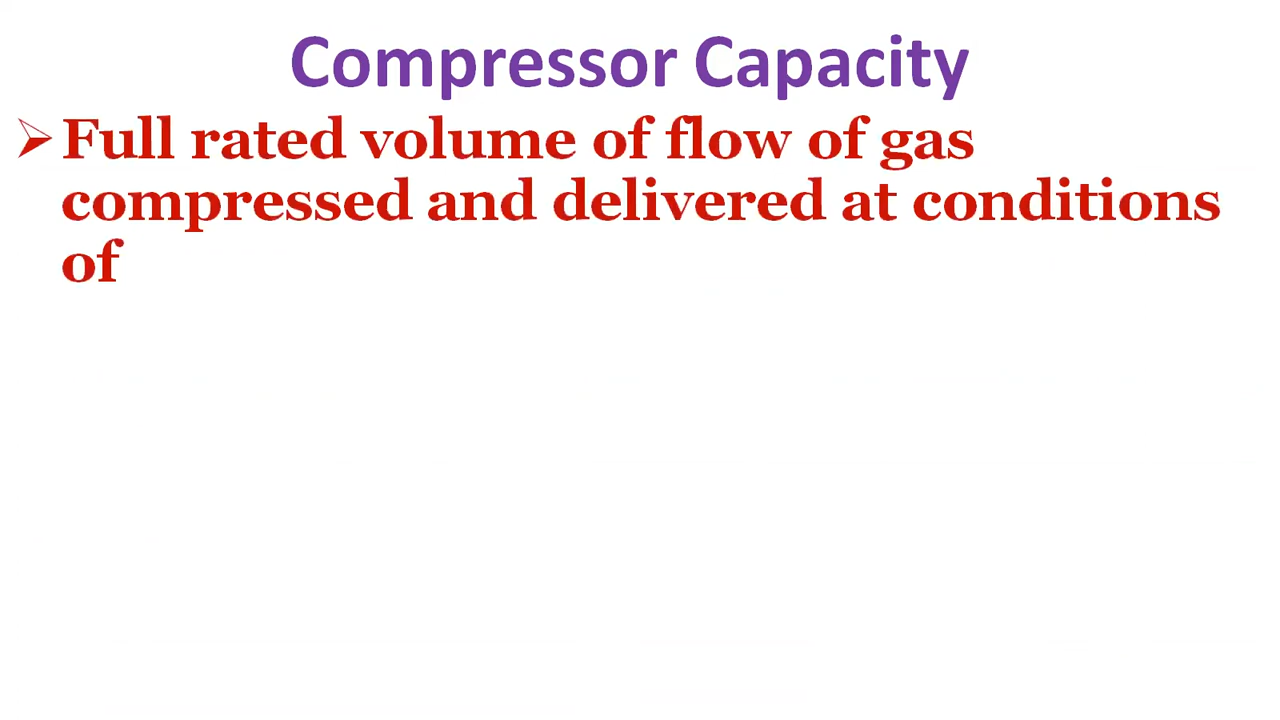 Compressor Capacity
Full rated volume of flow of gas
compressed and delivered at conditions
of